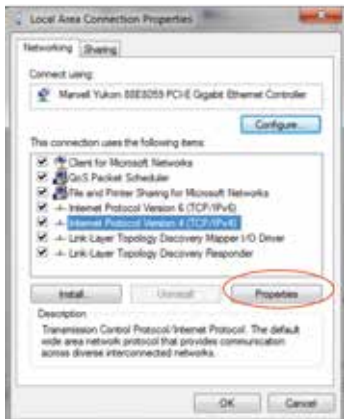 Local Area Connection Properties
Networking
Sharing
Connect using:
Marvell Yukon 88E8059 PCI-E Gigabit Ethernet Controller
Configure...
This connection uses the following items:
Client for Microsoft Networks
QoS Packet Scheduler
File and Printer Sharing for Microsoft Networks
Internet Protocol Version 6 (TCP/IPv6)
Internet Protocol Version 4 (TCP/IPv4)
Link-Layer Topology Discovery Mapper I/O Driver
Link-Layer Topology Discovery Responder
Install...
Uninstall
Properties
Description
Transmission Control Protocol/Internet Protocol. The default
wide area network protocol that provides communication
across diverse interconnected networks.
OK
Cancel